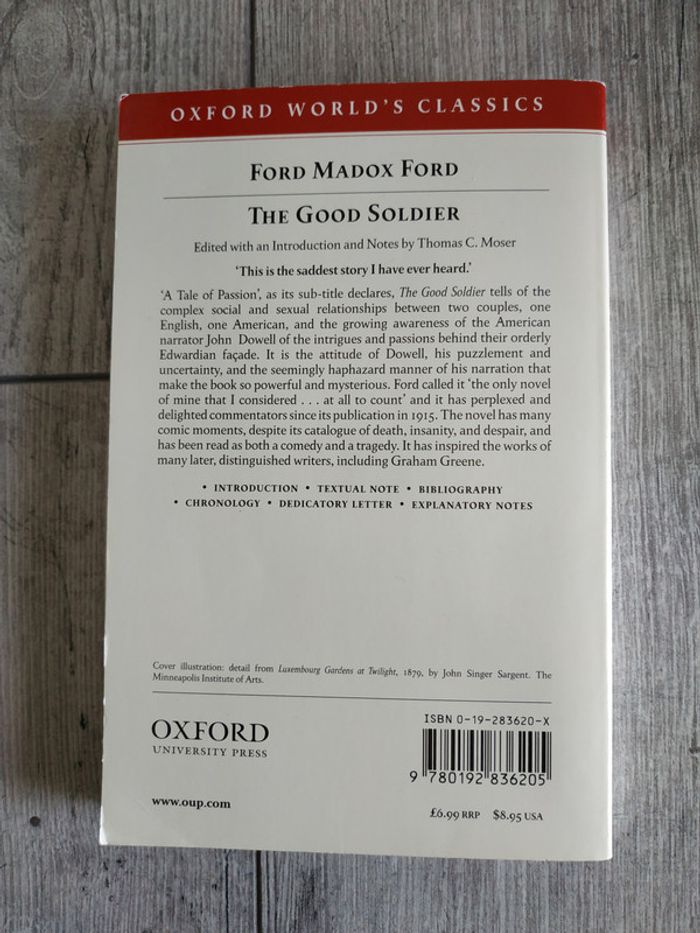 OXFORD WORLD'S CLASSICS
FORD MADOX FORD
THE GOOD SOLDIER
Edited with an Introduction and Notes by Thomas C. Moser
'This is the saddest story I have ever heard.'
'A Tale of Passion', as its sub-title declares, The Good Soldier tells of the
complex social and sexual relationships between two couples, one
English, one American, and the growing awareness of the American
narrator John Dowell of the intrigues and passions behind their orderly
Edwardian façade. It is the attitude of Dowell, his puzzlement and
uncertainty, and the seemingly haphazard manner of his narration that
make the book so powerful and mysterious. Ford called it 'the only novel
of mine that I considered . . . at all to count' and it has perplexed and
delighted commentators since its publication in 1915. The novel has many
comic moments, despite its catalogue of death, insanity, and despair, and
has been read as both a comedy and a tragedy. It has inspired the works of
many later, distinguished writers, including Graham Greene.
• INTRODUCTION • TEXTUAL NOTE • BIBLIOGRAPHY
• CHRONOLOGY • DEDICATORY LETTER • EXPLANATORY NOTES
Cover illustration: detail from Luxembourg Gardens at Twilight, 1879, by John Singer Sargent. The
Minneapolis Institute of Arts.
OXFORD
UNIVERSITY PRESS
www.oup.com
ISBN 0-19-283620-X
9 780192 836205
£6.99 RRP $8.95 USA